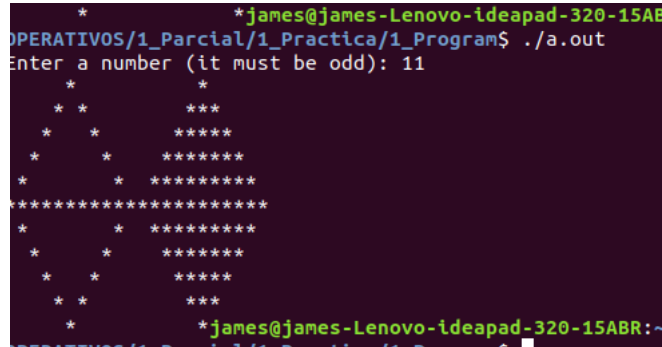 *            *james@james-Lenovo-ideapad-320-15AB
OPERATIVOS/1_Parcial/1_Practica/1_Program$ ./a.out
Enter a number (it must be odd): 11
     *          *
    * *        ***
   *   *      *****
  *     *    *******
 *       *  *********
**********************
 *       *  *********
  *     *    *******
   *   *      *****
    * *        ***
     *          *james@james-Lenovo-ideapad-320-15ABR:~